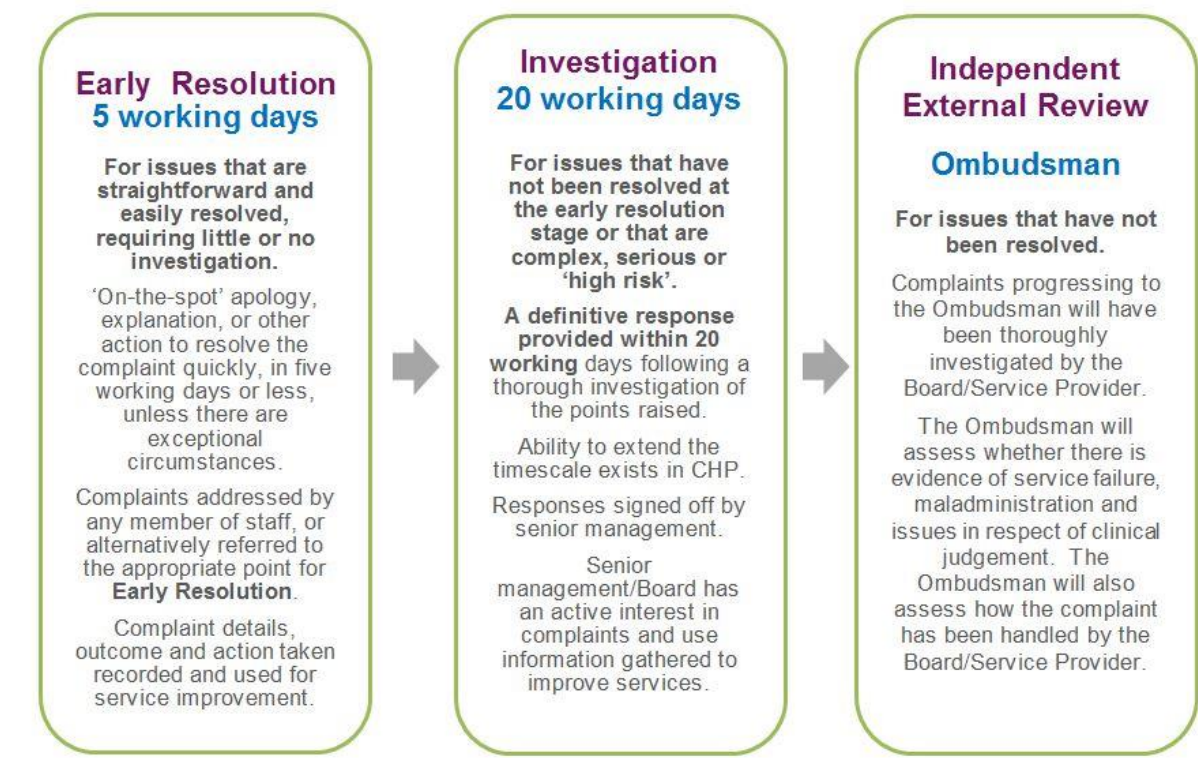 Early Resolution
5 working days
For issues that are
straightforward and
easily resolved,
requiring little or no
investigation.
‘On-the-spot’ apology,
explanation, or other
action to resolve the
complaint quickly, in five
working days or less,
unless there are
exceptional
circumstances.
Complaints addressed by
any member of staff, or
alternatively referred to
the appropriate point for
Early Resolution.
Complaint details,
outcome and action taken
recorded and used for
service improvement.
Investigation
20 working days
For issues that have
not been resolved at
the early resolution
stage or that are
complex, serious or
‘high risk’.
A definitive response
provided within 20
working days following a
thorough investigation of
the points raised.
Ability to extend the
timescale exists in CHP.
Responses signed off by
senior management.
Senior
management/Board has
an active interest in
complaints and use
information gathered to
improve services.
Independent
External Review
Ombudsman
For issues that have not
been resolved.
Complaints progressing to
the Ombudsman will have
been thoroughly
investigated by the
Board/Service Provider.
The Ombudsman will
assess whether there is
evidence of service failure,
maladministration and
issues in respect of clinical
judgement. The
Ombudsman will also
assess how the complaint
has been handled by the
Board/Service Provider.